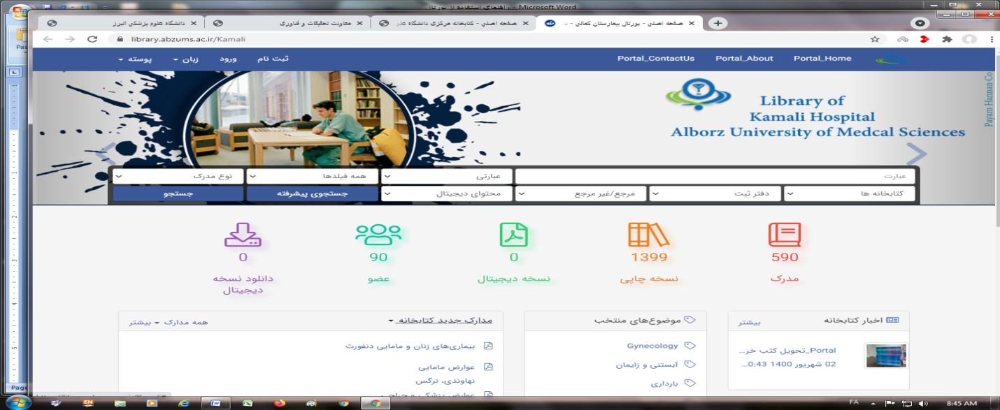 راهنمای استفاده از پورتال - Microsoft Word
دانشگاه علوم پزشکی البرز
معاونت تحقیقات و فناوری
صفحه اصلی - کتابخانه مرکزی دانشگاه علو
صفحه اصلی - پورتال بیمارستان کمالی - دا
library.abzums.ac.ir/Kamali
Portal_Home Portal_About Portal_ContactUs
ثبت نام ورود زبان پوسته
Payam Hannan Co
Library of
Kamali Hospital
Alborz University of Medcal Sciences
عبارت عبارتی همه فیلدها نوع مدرک
کتابخانه ها دفتر ثبت مرجع/غیر مرجع محتوای دیجیتال جستجوی پیشرفته جستجو
590 1399 0 90 0
مدرک نسخه چاپی نسخه دیجیتال عضو دانلود نسخه
دیجیتال
اخبار کتابخانه بیشتر
Portal_تحویل کتب خر...
02 شهریور 1400 0:43...
موضوع‌های منتخب
Gynecology
آبستنی و زایمان
بارداری
مدارک جدید کتابخانه همه مدارک بیشتر
بیماری‌های زنان و مامایی دنفورث
عوارض مامایی
نهاوندی، نرگس
عوارض پزشکی و جراحی
Pas
Page
EN
FA
8:45 AM